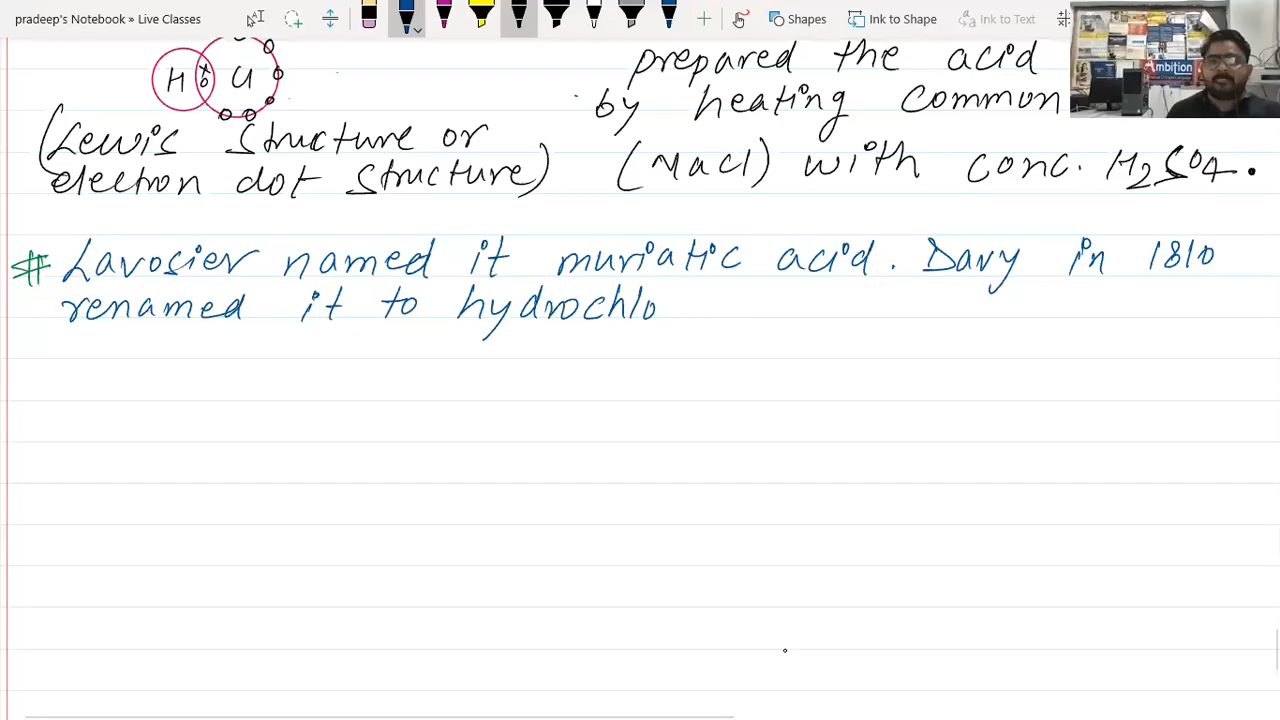 pradeep's Notebook » Live Classes
Shapes
Ink to Shape
Ink to Text
H Cl
(Lewis Structure or
electron dot structure)
prepared the acid
by heating common
(NaCl) with conc. H2SO4.
Ambition
# Lavosier named it muriatic acid. Davy in 1810
renamed it to hydrochlo